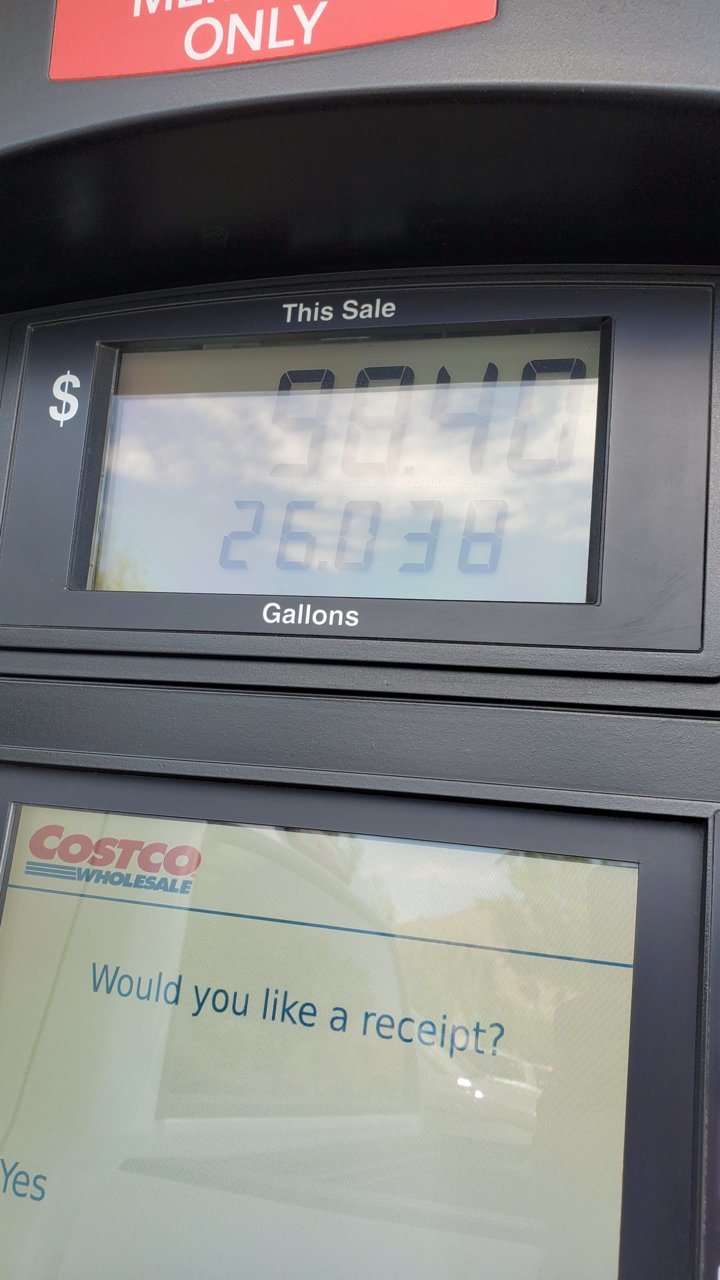 ONLY
This Sale
$
98.40
26.038
Gallons
COSTCO
WHOLESALE
Would you like a receipt?
Yes